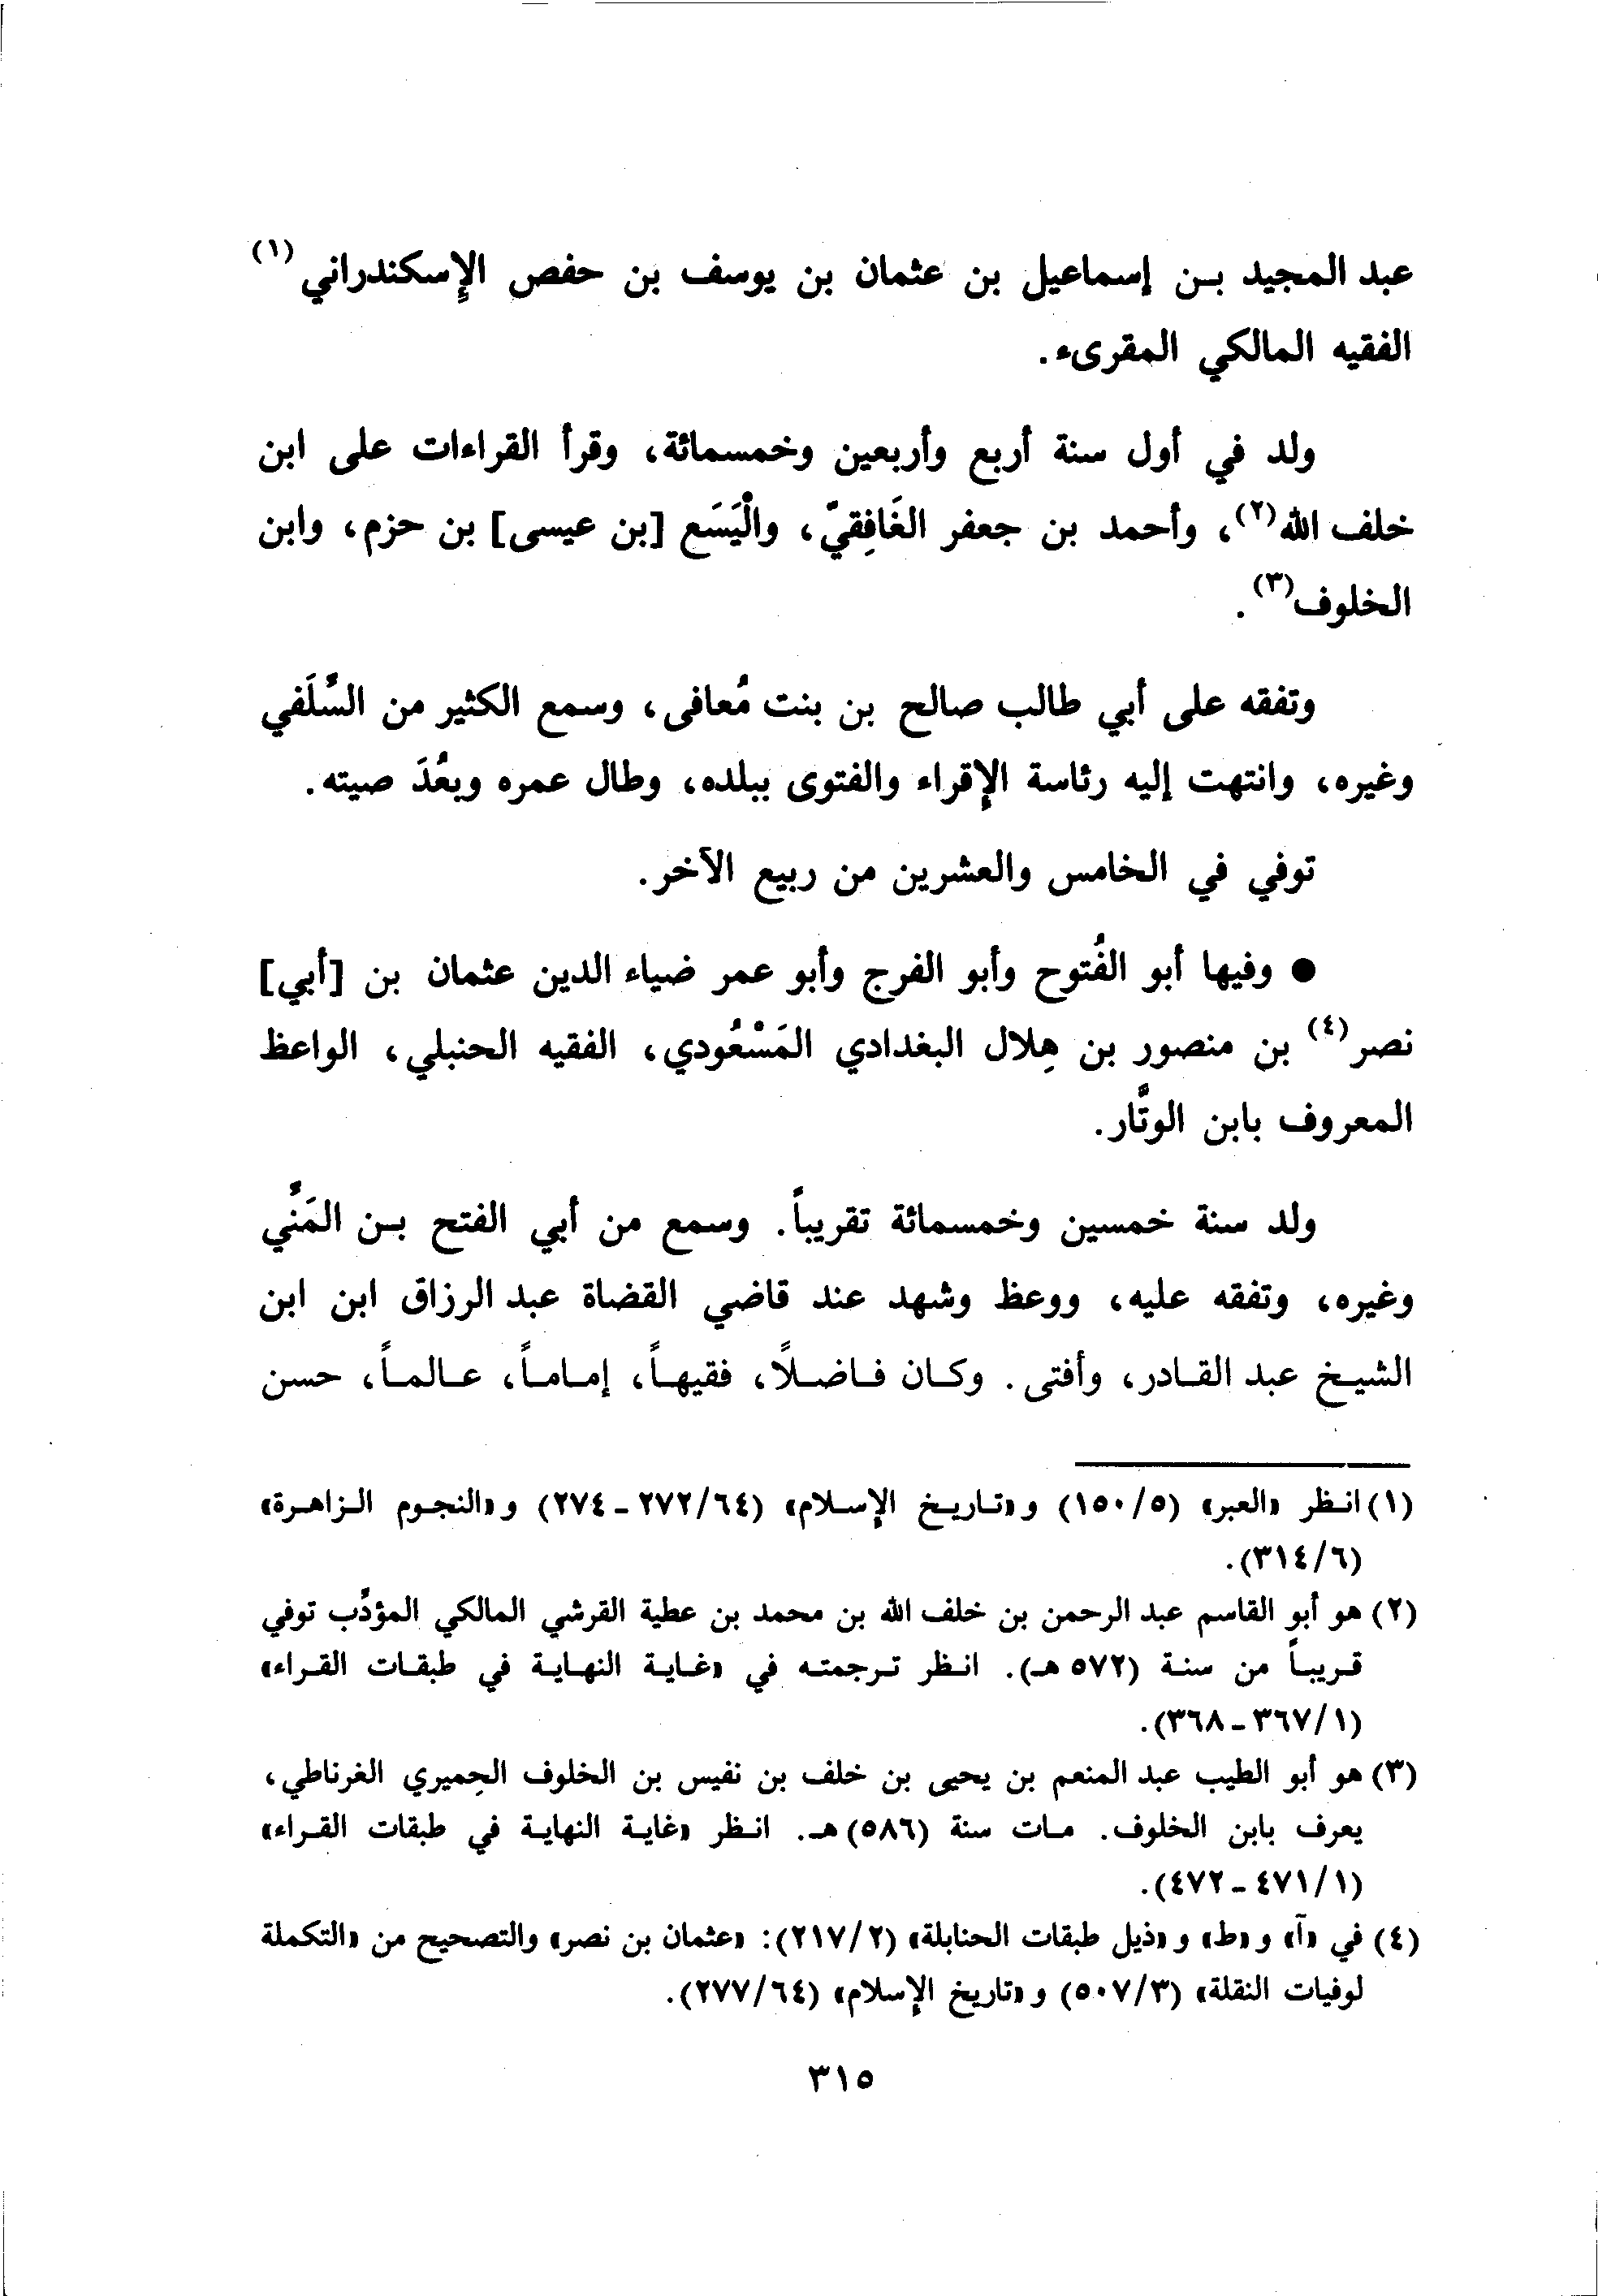 عبد المجيد بن إسماعيل بن عثمان بن يوسف بن حفص الإسكندراني (١)
الفقيه المالكي المقرىء.
ولد في أول سنة أربع وأربعين وخمسمائة، وقرأ القراءات على ابن
خلف الله(٢)، وأحمد بن جعفر الغَافِقيّ، والْيَسَع [بن عيسى] بن حزم، وابن
الخلوف(٣).
وتفقه على أبي طالب صالح بن بنت مُعافى، وسمع الكثير من السِّلَفي
وغيره، وانتهت إليه رئاسة الإقراء والفتوى ببلده، وطال عمره وبعُدَ صيته.
توفي في الخامس والعشرين من ربيع الآخر.
● وفيها أبو الفُتوح وأبو الفرج وأبو عمر ضياء الدين عثمان بن [أبي]
نصر(٤) بن منصور بن هِلال البغدادي المَسْعُودي، الفقيه الحنبلي، الواعظ
المعروف بابن الوتَّار.
ولد سنة خمسين وخمسمائة تقريباً. وسمع من أبي الفتح بن المَنِّي
وغيره، وتفقه عليه، ووعظ وشهد عند قاضي القضاة عبد الرزاق ابن ابن
الشيخ عبد القادر، وأفتى. وكان فاضلاً، فقيهاً، إماماً، عالماً، حسن
(١) انظر «العبر» (٥/١٥٠) و«تاريخ الإسلام» (٦٤/٢٧٢ - ٢٧٤) و«النجوم الزاهرة»
(٦/٣١٤).
(٢) هو أبو القاسم عبد الرحمن بن خلف الله بن محمد بن عطية القرشي المالكي المؤدِّب توفي
قريباً من سنة (٥٧٢ هـ). انظر ترجمته في «غاية النهاية في طبقات القراء»
(١/٣٦٧ - ٣٦٨).
(٣) هو أبو الطيب عبد المنعم بن يحيى بن خلف بن نفيس بن الخلوف الحِميري الغرناطي،
يعرف بابن الخلوف. مات سنة (٥٨٦) هـ. انظر «غاية النهاية في طبقات القراء»
(١/٤٧١ - ٤٧٢).
(٤) في «آ» و«ط» و«ذيل طبقات الحنابلة» (٢/٢١٧): «عثمان بن نصر» والتصحيح من «التكملة
لوفيات النقلة» (٣/٥٠٧) و«تاريخ الإسلام» (٦٤/٢٧٧).
٣١٥